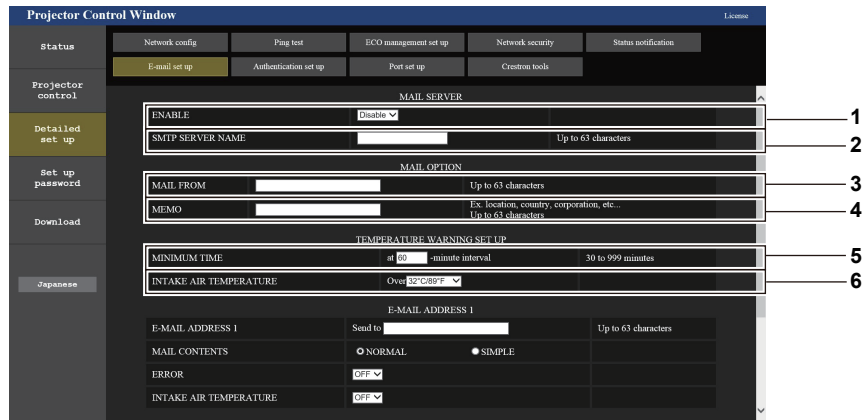 Projector Control Window License
Status Network config Ping test ECO management set up Network security Status notification
E-mail set up Authentication set up Port set up Crestron tools
Projector control
Detailed set up
Set up password
Download
Japanese
MAIL SERVER
ENABLE Disable 1
SMTP SERVER NAME Up to 63 characters 2
MAIL OPTION
MAIL FROM Up to 63 characters 3
MEMO Ex. location, country, corporation, etc... 4
Up to 63 characters
TEMPERATURE WARNING SET UP
MINIMUM TIME at 60 -minute interval 30 to 999 minutes 5
INTAKE AIR TEMPERATURE Over 32°C/89°F 6
E-MAIL ADDRESS 1
E-MAIL ADDRESS 1 Send to Up to 63 characters
MAIL CONTENTS NORMAL SIMPLE
ERROR OFF
INTAKE AIR TEMPERATURE OFF